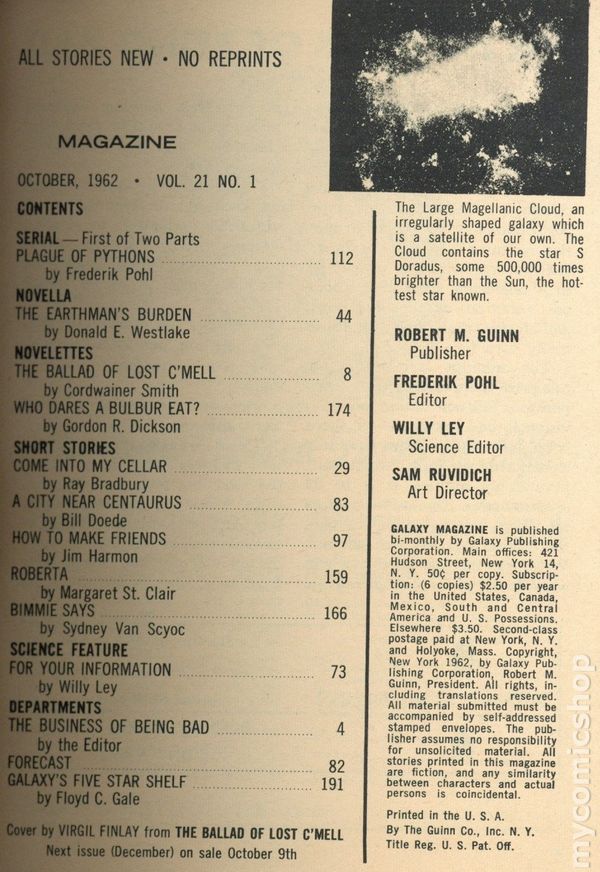 ALL STORIES NEW • NO REPRINTS
MAGAZINE
OCTOBER, 1962 • VOL. 21 NO. 1
CONTENTS
SERIAL — First of Two Parts
PLAGUE OF PYTHONS 112
by Frederik Pohl
NOVELLA
THE EARTHMAN'S BURDEN 44
by Donald E. Westlake
NOVELETTES
THE BALLAD OF LOST C'MELL 8
by Cordwainer Smith
WHO DARES A BULBUR EAT? 174
by Gordon R. Dickson
SHORT STORIES
COME INTO MY CELLAR 29
by Ray Bradbury
A CITY NEAR CENTAURUS 83
by Bill Doede
HOW TO MAKE FRIENDS 97
by Jim Harmon
ROBERTA 159
by Margaret St. Clair
BIMMIE SAYS 166
by Sydney Van Scyoc
SCIENCE FEATURE
FOR YOUR INFORMATION 73
by Willy Ley
DEPARTMENTS
THE BUSINESS OF BEING BAD 4
by the Editor
FORECAST 82
GALAXY'S FIVE STAR SHELF 191
by Floyd C. Gale
Cover by VIRGIL FINLAY from THE BALLAD OF LOST C'MELL
Next issue (December) on sale October 9th
The Large Magellanic Cloud, an
irregularly shaped galaxy which
is a satellite of our own. The
Cloud contains the star S
Doradus, some 500,000 times
brighter than the Sun, the hot-
test star known.
ROBERT M. GUINN
Publisher
FREDERIK POHL
Editor
WILLY LEY
Science Editor
SAM RUVIDICH
Art Director
GALAXY MAGAZINE is published
bi-monthly by Galaxy Publishing
Corporation. Main offices: 421
Hudson Street, New York 14,
N. Y. 50¢ per copy. Subscrip-
tion: (6 copies) $2.50 per year
in the United States, Canada,
Mexico, South and Central
America and U. S. Possessions.
Elsewhere $3.50. Second-class
postage paid at New York, N. Y.
and Holyoke, Mass. Copyright,
New York 1962, by Galaxy Pub-
lishing Corporation, Robert M.
Guinn, President. All rights, in-
cluding translations reserved.
All material submitted must be
accompanied by self-addressed
stamped envelopes. The pub-
lisher assumes no responsibility
for unsolicited material. All
stories printed in this magazine
are fiction, and any similarity
between characters and actual
persons is coincidental.
Printed in the U. S. A.
By The Guinn Co., Inc. N. Y.
Title Reg. U. S. Pat. Off.
mycomicshop